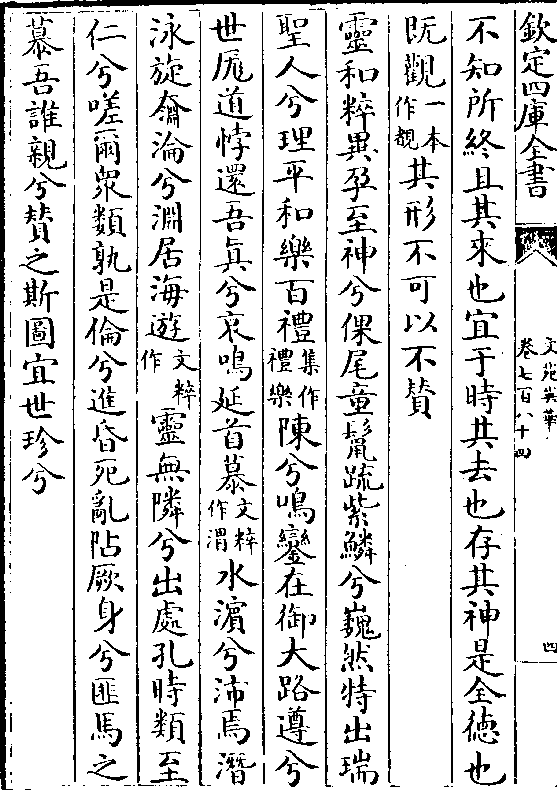 欽定四庫全書
文苑英華
卷七百八十四
四
不知所終且其來也宜于時其去也存其神是全德也
既觀一本作覩其形不可以不贊
靈和粹異孕至神兮倮尾童鬛疏紫鱗兮巍然特出瑞
聖人兮理平和樂百禮集作禮樂陳兮鳴鑾在御大路遵兮
世厖道悖還吾真兮哀鳴延首慕文粹作渭水濱兮沛焉潛
泳旋奫淪兮淵居海遊文粹作靈無隣兮出處孔時類至
仁兮嗟爾衆類孰是倫兮進昏死亂阽厥身兮匪馬之
慕吾誰親兮贊之斯圖宜世珍兮